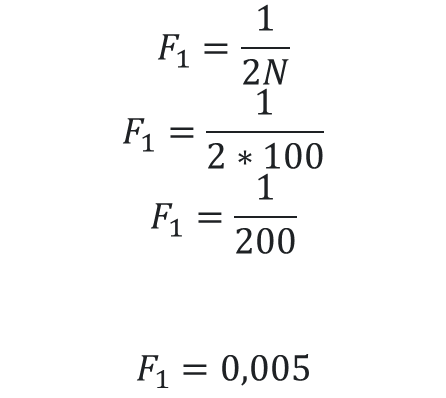 F₁ = 1/2N
F₁ = 1/2 * 100
F₁ = 1/200
F₁ = 0,005